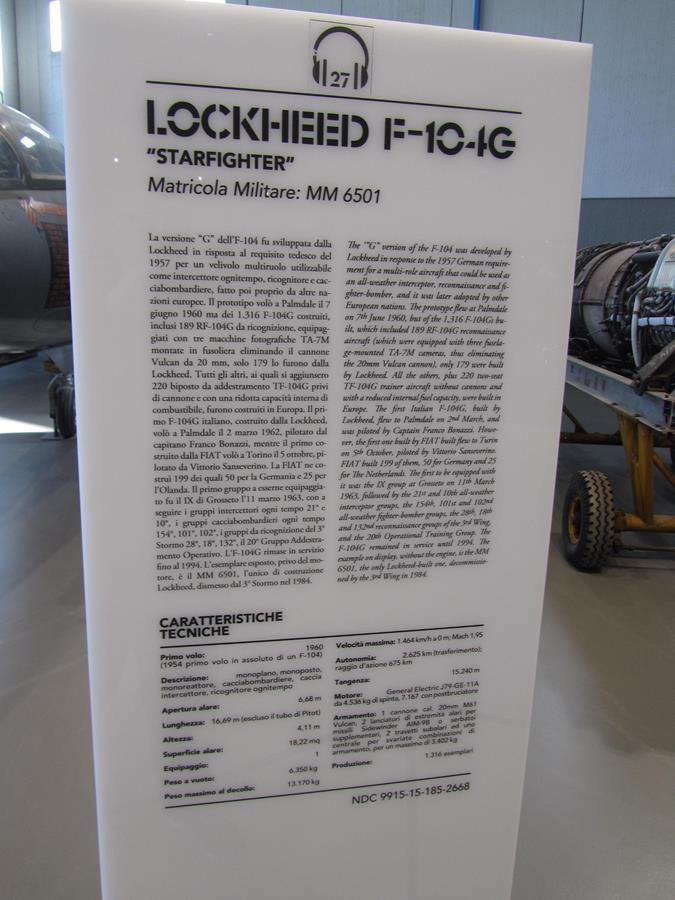 27
LOCKHEED F-104G
"STARFIGHTER"
Matricola Militare: MM 6501
La versione "G" dell'F-104 fu sviluppata dalla
Lockheed in risposta al requisito tedesco del
1957 per un velivolo multiruolo utilizzabile
come intercettore ognitempo, ricognitore e cac-
ciabombardiere, fatto poi proprio da altre na-
zioni europee. Il prototipo volò a Palmdale il 7
giugno 1960 ma dei 1.316 F-104G costruiti,
inclusi 189 RF-104G da ricognizione, equipag-
giati con tre macchine fotografiche TA-7M
montate in fusoliera eliminando il cannone
Vulcan da 20 mm, solo 179 lo furono dalla
Lockheed. Tutti gli altri, ai quali si aggiunsero
220 biposto da addestramento TF-104G privi
di cannone e con una ridotta capacità interna di
combustibile, furono costruiti in Europa. Il pri-
mo F-104G italiano, costruito dalla Lockheed,
volò a Palmdale il 2 marzo 1962, pilotato dal
capitano Franco Bonazzi, mentre il primo co-
struito dalla FIAT volò a Torino il 5 ottobre, pi-
lotato da Vittorio Sanseverino. La FIAT ne co-
struì 199 dei quali 50 per la Germania e 25 per
l'Olanda. Il primo gruppo a esserne equipaggia-
to fu il IX di Grosseto l'11 marzo 1963, con a
seguire i gruppi intercettori ogni tempo 21° e
10°, i gruppi cacciabombardieri ogni tempo
154°, 101°, 102°, i gruppi da ricognizione del 3°
Stormo 28°, 18°, 132°, il 20° Gruppo Addestra-
mento Operativo. L'F-104G rimase in servizio
fino al 1994. L'esemplare esposto, privo del mo-
tore, è il MM 6501, l'unico di costruzione
Lockheed, dismesso dal 3° Stormo nel 1984.
The '"G" version of the F-104 was developed by
Lockheed in response to the 1957 German require-
ment for a multi-role aircraft that could be used as
an all-weather interceptor, reconnaissance and fi-
ghter-bomber, and it was later adopted by other
European nations. The prototype flew at Palmdale
on 7th June 1960, but of the 1,316 F-104Gs bu-
ilt, which included 189 RF-104G reconnaissance
aircraft (which were equipped with three fusela-
ge-mounted TA-7M cameras, thus eliminating
the 20mm Vulcan cannon), only 179 were built
by Lockheed. All the others, plus 220 two-seat
TF-104G trainer aircraft without cannons and
with a reduced internal fuel capacity, were built in
Europe. The first Italian F-104G, built by
Lockheed, flew to Palmdale on 2nd March, and
was piloted by Captain Franco Bonazzi. Howe-
ver, the first one built by FIAT built flew to Turin
on 5th October, piloted by Vittorio Sanseverino.
FIAT built 199 of them, 50 for Germany and 25
for The Netherlands. The first to be equipped with
it was the IX group at Grosseto on 11th March
1963, followed by the 21st and 10th all-weather
interceptor groups, the 154th, 101st and 102nd
all-weather fighter-bomber groups, the 28th, 18th
and 132nd reconnaissance groups of the 3rd Wing,
and the 20th Operational Training Group. The
F-104G remained in service until 1994. The
example on display, without the engine, is the MM
6501, the only Lockheed-built one, decommissio-
ned by the 3rd Wing in 1984.
CARATTERISTICHE
TECNICHE
Primo volo: 1960
(1954 primo volo in assoluto di un F-104)
Descrizione: monoplano, monoposto,
monoreattore, cacciabombardiere, caccia
intercettore, ricognitore ognitempo
Apertura alare: 6,68 m
Lunghezza: 16,69 m (escluso il tubo di Pitot)
Altezza: 4,11 m
Superficie alare: 18,22 mq
Equipaggio: 1
Peso a vuoto: 6.350 kg
Peso massimo al decollo: 13.170 kg
Velocità massima: 1.464 km/h a 0 m; Mach 1,95
Autonomia: 2.625 km (trasferimento);
raggio d'azione 675 km
Tangenza: 15.240 m
Motore: General Electric J79-GE-11A
da 4.536 kg di spinta, 7.167 con postbruciatore
Armamento: 1 cannone cal. 20mm M61
Vulcan, 2 lanciatori di estremità alari per
missili Sidewinder AIM-9B o serbatoi
supplementari, 2 travetti subalari ed uno
centrale per svariate combinazioni di
armamento, per un massimo di 3.402 kg
Produzione: 1.316 esemplari
NDC 9915-15-185-2668